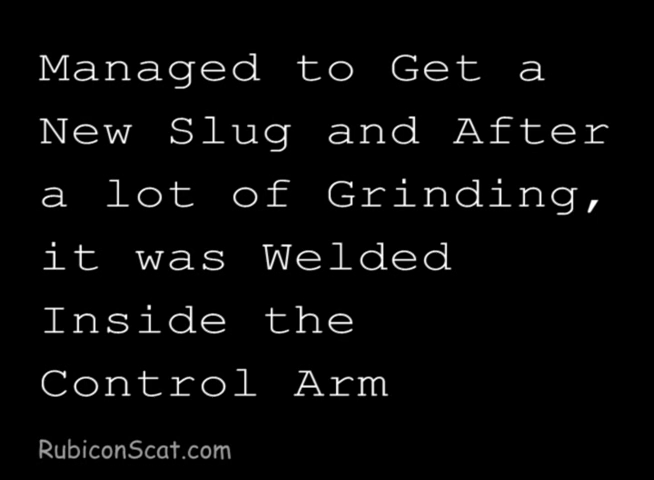 Managed to Get a
New Slug and After
a lot of Grinding,
it was Welded
Inside the
Control Arm
RubiconScat.com